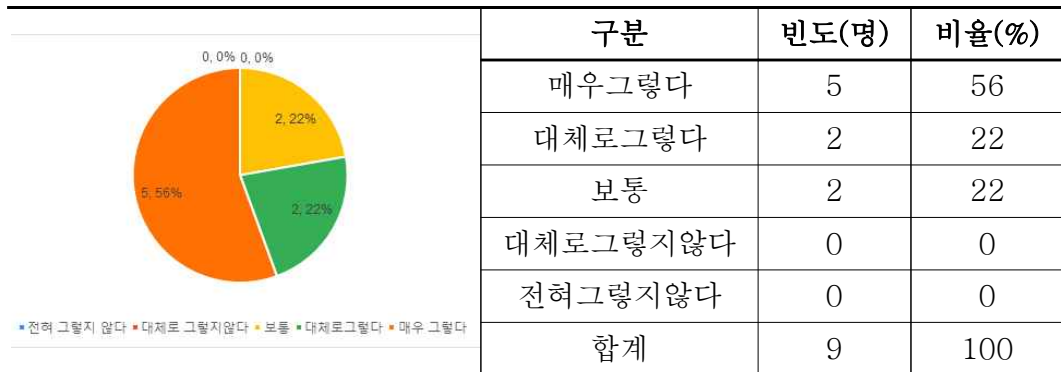 0, 0% 0, 0%
2, 22%
5, 56%
2, 22%
전혀 그렇지 않다 대체로 그렇지않다 보통 대체로그렇다 매우 그렇다
구분 빈도(명) 비율(%)
매우그렇다 5 56
대체로그렇다 2 22
보통 2 22
대체로그렇지않다 0 0
전혀그렇지않다 0 0
합계 9 100